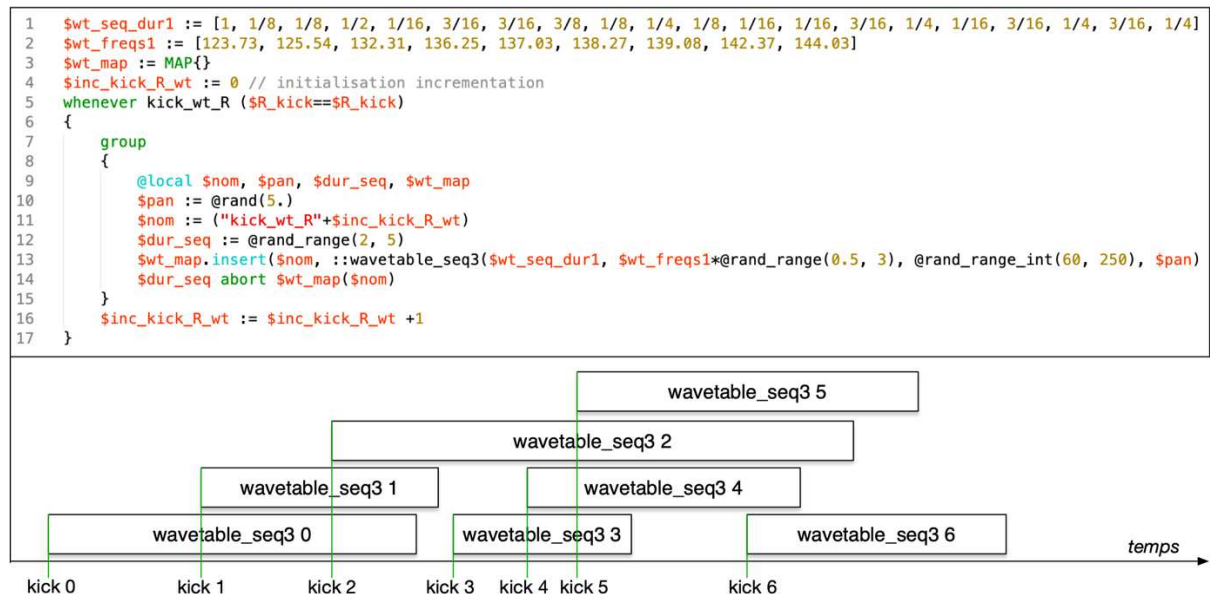 1 $wt_seq_dur1 := [1, 1/8, 1/8, 1/2, 1/16, 3/16, 3/16, 3/8, 1/8, 1/4, 1/8, 1/16, 1/16, 3/16, 1/4, 1/16, 3/16, 1/4, 3/16, 1/4]
2 $wt_freqs1 := [123.73, 125.54, 132.31, 136.25, 137.03, 138.27, 139.08, 142.37, 144.03]
3 $wt_map := MAP{}
4 $inc_kick_R_wt := 0 // initialisation incrementation
5 whenever kick_wt_R ($R_kick==$R_kick)
6 {
7 group
8 {
9 @local $nom, $pan, $dur_seq, $wt_map
10 $pan := @rand(5.)
11 $nom := ("kick_wt_R"+$inc_kick_R_wt)
12 $dur_seq := @rand_range(2, 5)
13 $wt_map.insert($nom, ::wavetable_seq3($wt_seq_dur1, $wt_freqs1*@rand_range(0.5, 3), @rand_range_int(60, 250), $pan)
14 $dur_seq abort $wt_map($nom)
15 }
16 $inc_kick_R_wt := $inc_kick_R_wt +1
17 }
wavetable_seq3 5
wavetable_seq3 2
wavetable_seq3 1 wavetable_seq3 4
wavetable_seq3 0 wavetable_seq3 3 wavetable_seq3 6
temps
kick 0 kick 1 kick 2 kick 3 kick 4 kick 5 kick 6